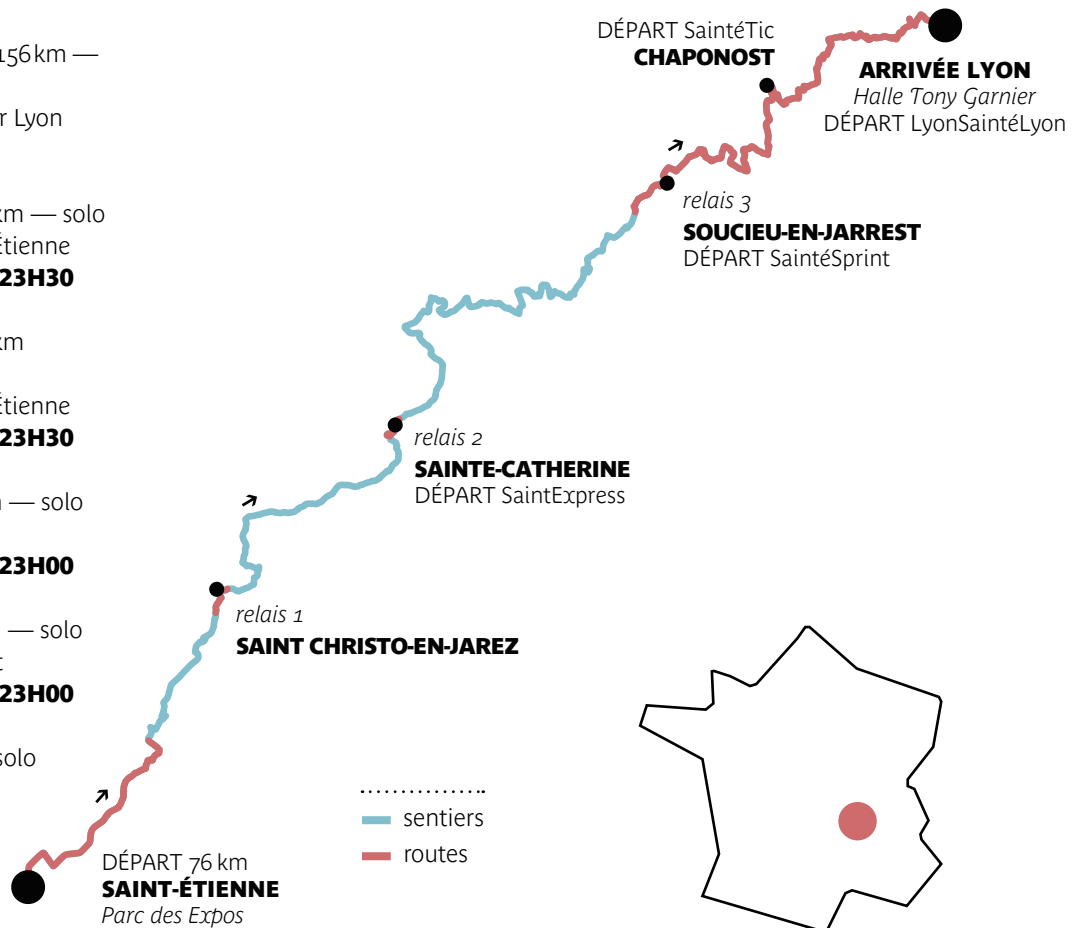 156 km —
r Lyon
km — solo
Étienne
23H30
km
Étienne
23H30
n — solo
23H00
— solo
t
23H00
solo
DÉPART SaintéTic
CHAPONOST
ARRIVÉE LYON
Halle Tony Garnier
DÉPART LyonSaintéLyon
relais 3
SOUCIEU-EN-JARREST
DÉPART SaintéSprint
relais 2
SAINTE-CATHERINE
DÉPART SaintExpress
relais 1
SAINT CHRISTO-EN-JAREZ
DÉPART 76 km
SAINT-ÉTIENNE
Parc des Expos
sentiers
routes